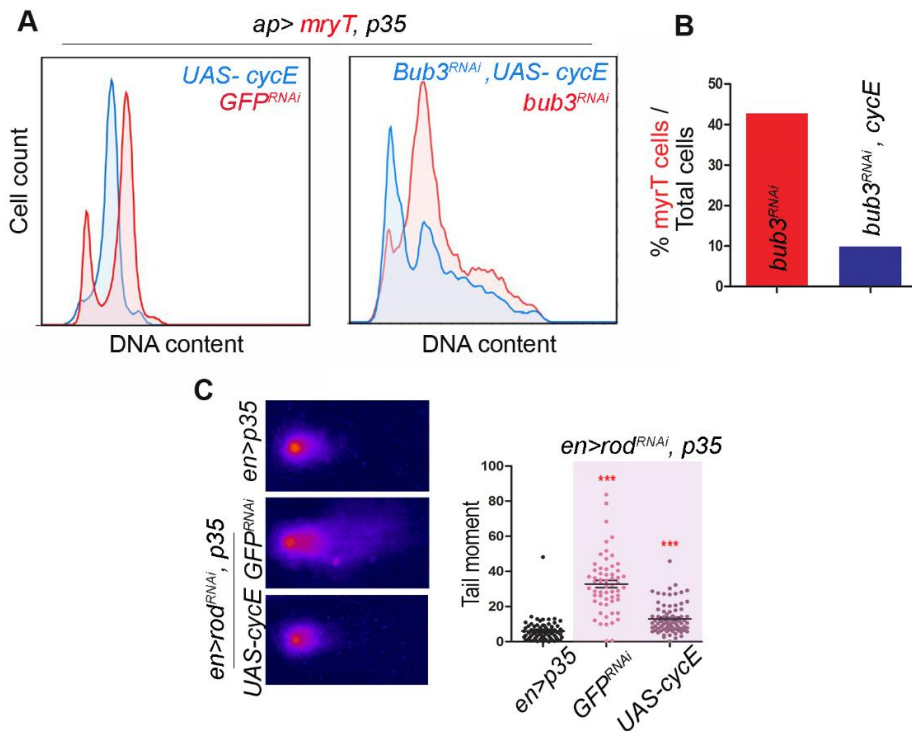 A
ap> mryT, p35
UAS- cycE
GFPRNAi
Bub3RNAi ,UAS- cycE
bub3RNAi
Cell count
DNA content
DNA content
B
% myrT cells /
Total cells
50
40
30
20
10
0
bub3RNAi
bub3RNAi, cycE
C
en>p35
en>rodRNAi, p35
GFPRNAi
UAS-cycE
en>rodRNAi, p35
Tail moment
100
80
60
40
20
0
***
***
en>p35
GFPRNAi
UAS-cycE